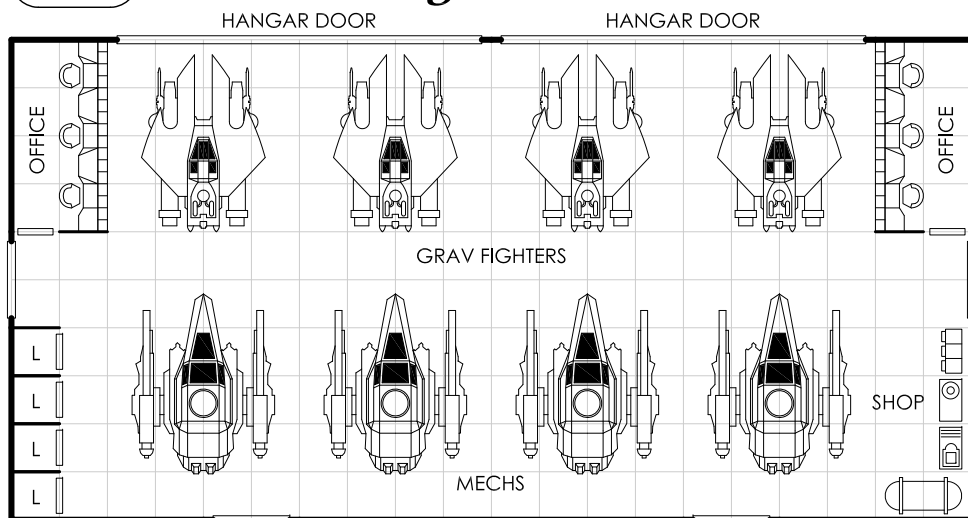 HANGAR DOOR
HANGAR DOOR
OFFICE
OFFICE
GRAV FIGHTERS
L
L
SHOP
L
L
MECHS